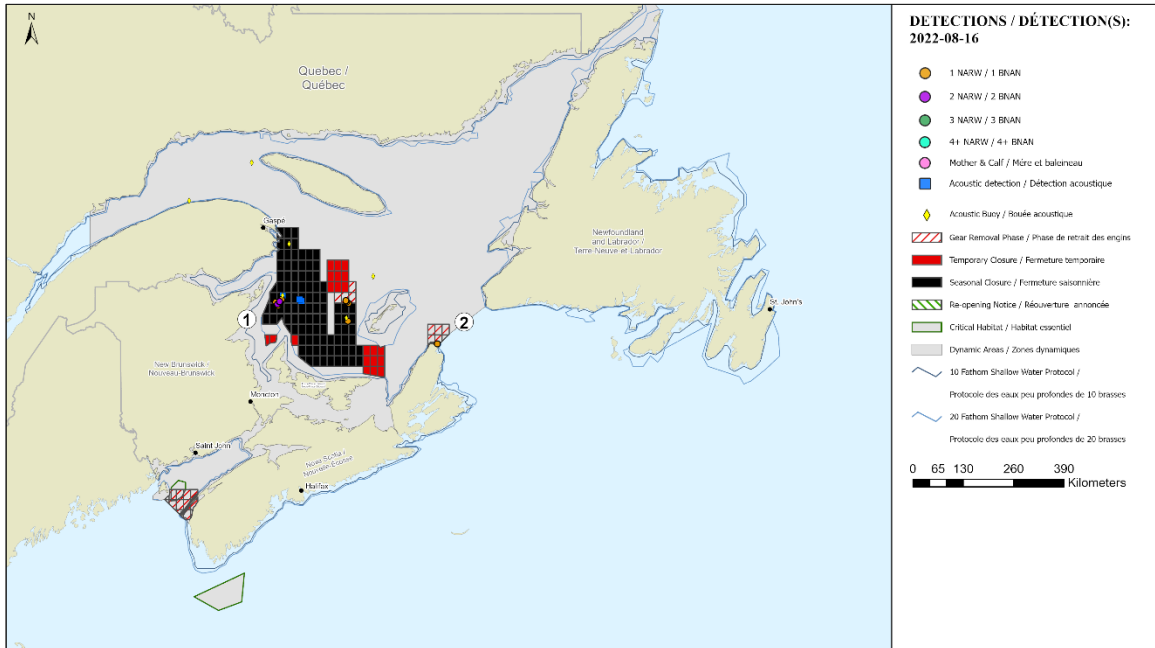 N
Quebec /
Québec
Gaspé
Newfoundland
and Labrador /
Terre-Neuve-et-Labrador
St. John's
1
2
New Brunswick /
Nouveau-Brunswick
Moncton
Saint John
Nova Scotia /
Nouvelle-Écosse
Halifax
DETECTIONS / DÉTECTION(S):
2022-08-16
1 NARW / 1 BNAN
2 NARW / 2 BNAN
3 NARW / 3 BNAN
4+ NARW / 4+ BNAN
Mother & Calf / Mère et baleineau
Acoustic detection / Détection acoustique
Acoustic Buoy / Bouée acoustique
Gear Removal Phase / Phase de retrait des engins
Temporary Closure / Fermeture temporaire
Seasonal Closure / Fermeture saisonnière
Re-opening Notice / Réouverture annoncée
Critical Habitat / Habitat essentiel
Dynamic Areas / Zones dynamiques
10 Fathom Shallow Water Protocol /
Protocole des eaux peu profondes de 10 brasses
20 Fathom Shallow Water Protocol /
Protocole des eaux peu profondes de 20 brasses
0 65 130 260 390
Kilometers